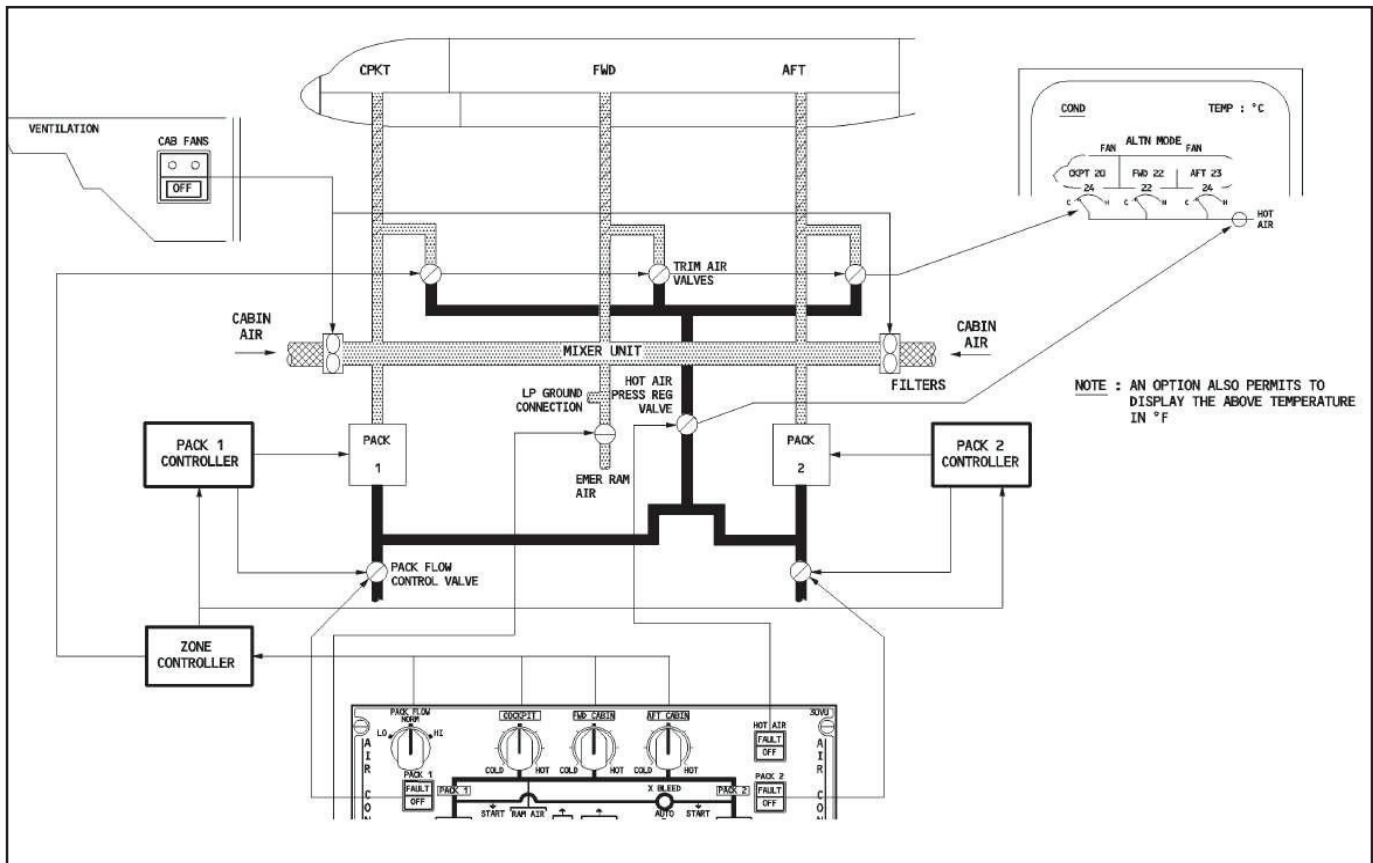 CPKT
FWD
AFT
VENTILATION
CAB FANS
OFF
COND
TEMP : °C
ALTN MODE
FAN
FAN
CKPT 20
FWD 22
AFT 23
24
22
24
C
H
C
H
C
H
HOT
AIR
TRIM AIR
VALVES
CABIN
AIR
CABIN
AIR
MIXER UNIT
FILTERS
LP GROUND
CONNECTION
HOT AIR
PRESS REG
VALVE
NOTE : AN OPTION ALSO PERMITS TO
DISPLAY THE ABOVE TEMPERATURE
IN °F
PACK 1
CONTROLLER
PACK
1
EMER RAM
AIR
PACK
2
PACK 2
CONTROLLER
PACK FLOW
CONTROL VALVE
ZONE
CONTROLLER
PACK FLOW
NORM
LO
HI
COCKPIT
FWD CABIN
AFT CABIN
30VU
HOT AIR
FAULT
OFF
AIR CON
AIR CON
COLD
HOT
COLD
HOT
COLD
HOT
PACK 1
FAULT
OFF
PACK 1
X BLEED
PACK 2
PACK 2
FAULT
OFF
START
RAM AIR
AUTO
START